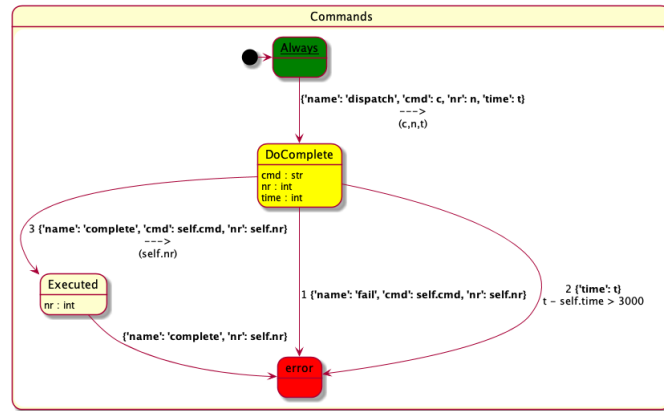 Commands
Always
{'name': 'dispatch', 'cmd': c, 'nr': n, 'time': t}
--->
(c,n,t)
DoComplete
cmd : str
nr : int
time : int
3 {'name': 'complete', 'cmd': self.cmd, 'nr': self.nr}
--->
(self.nr)
Executed
nr : int
1 {'name': 'fail', 'cmd': self.cmd, 'nr': self.nr}
2 {'time': t}
t - self.time > 3000
{'name': 'complete', 'nr': self.nr}
error